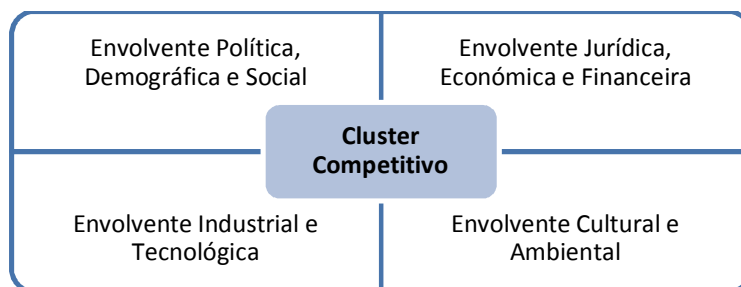 Envolvente Política,
Demográfica e Social
Envolvente Jurídica,
Económica e Financeira
Cluster
Competitivo
Envolvente Industrial e
Tecnológica
Envolvente Cultural e
Ambiental